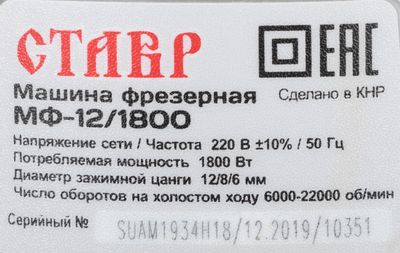 СТАВР
EAC
Машина фрезерная
Сделано в КНР
МФ-12/1800
Напряжение сети / Частота 220 В ±10% / 50 Гц
Потребляемая мощность 1800 Вт
Диаметр зажимной цанги 12/8/6 мм
Число оборотов на холостом ходу 6000-22000 об/мин
Серийный № SUAM1934H18/12.2019/10351